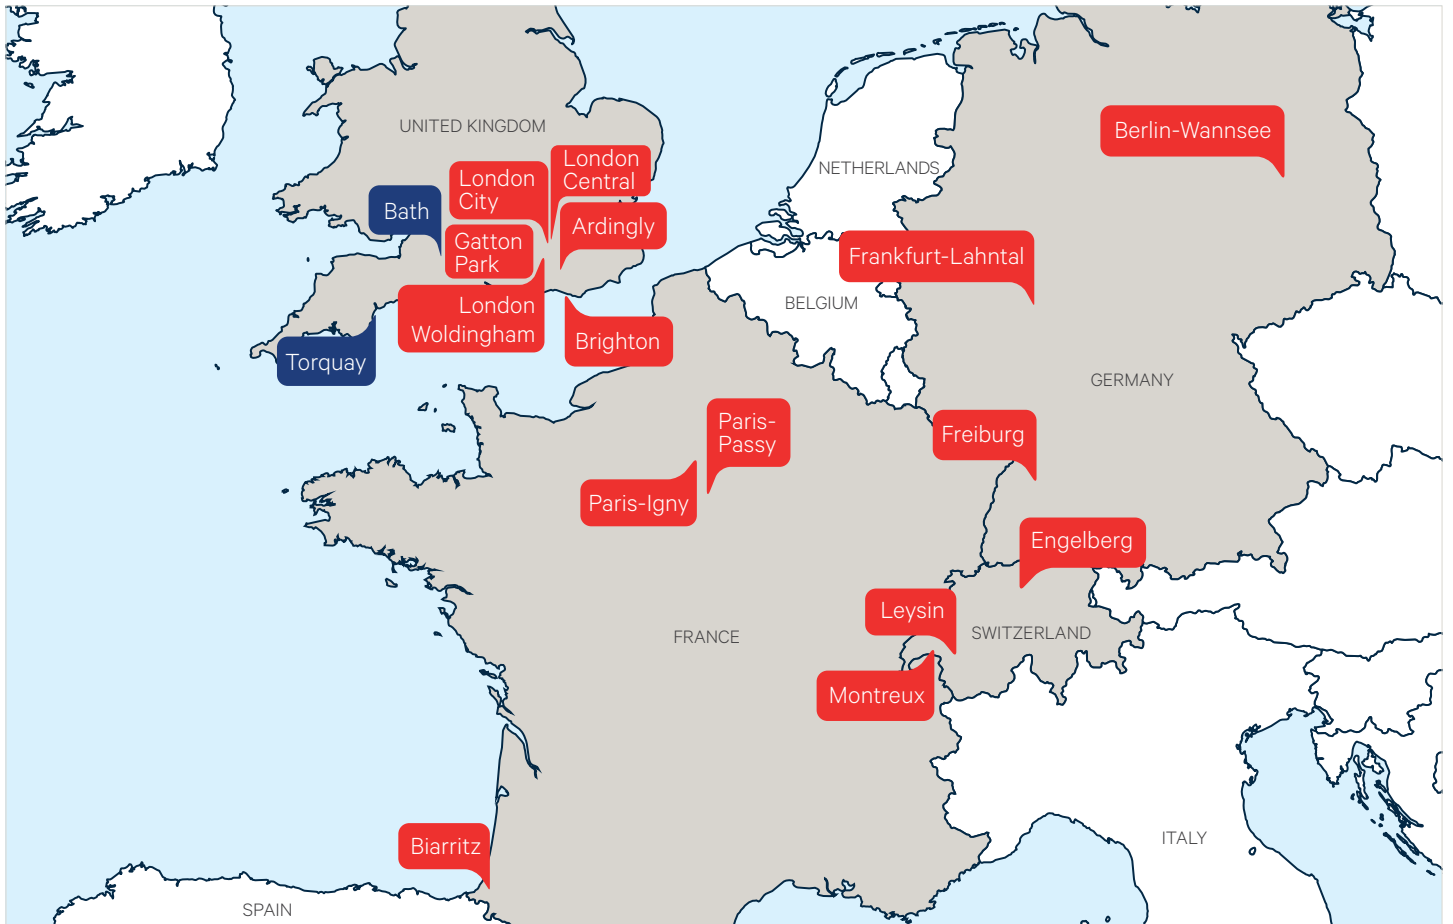 Berlin-Wannsee
UNITED KINGDOM
London
Central
NETHERLANDS
London
City
Bath
Ardingly
Gatton
Park
Frankfurt-Lahntal
BELGIUM
London
Woldingham
Brighton
Torquay
GERMANY
Paris-
Passy
Freiburg
Paris-Igny
Engelberg
Leysin
SWITZERLAND
FRANCE
Montreux
ITALY
Biarritz
SPAIN